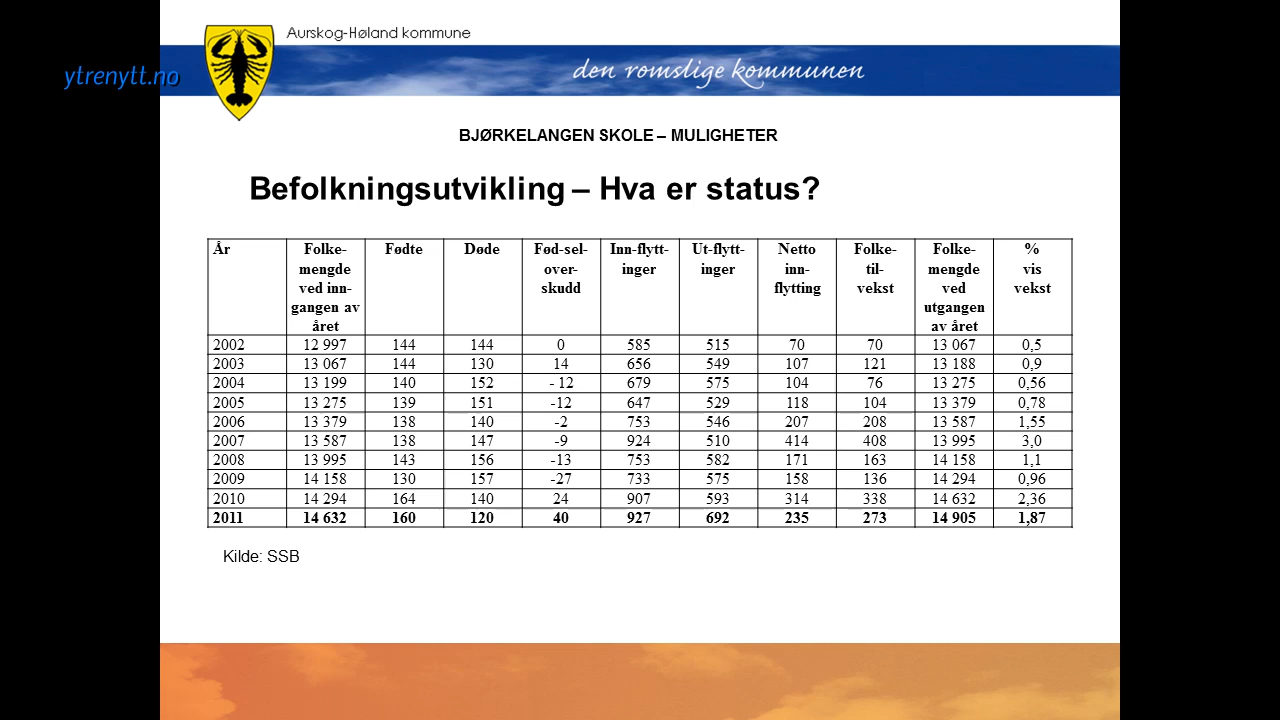 Aurskog-Høland kommune
ytrenytt.no
den romslige kommunen
BJØRKELANGEN SKOLE – MULIGHETER
Befolkningsutvikling – Hva er status?
År Folke- Fødte Døde Fød-sel- Inn-flytt- Ut-flytt- Netto Folke- Folke- %
mengde over- inger inger inn- til- mengde vis
ved inn- skudd flytting vekst ved vekst
gangen av utgangen
året av året
2002 12 997 144 144 0 585 515 70 70 13 067 0,5
2003 13 067 144 130 14 656 549 107 121 13 188 0,9
2004 13 199 140 152 - 12 679 575 104 76 13 275 0,56
2005 13 275 139 151 -12 647 529 118 104 13 379 0,78
2006 13 379 138 140 -2 753 546 207 208 13 587 1,55
2007 13 587 138 147 -9 924 510 414 408 13 995 3,0
2008 13 995 143 156 -13 753 582 171 163 14 158 1,1
2009 14 158 130 157 -27 733 575 158 136 14 294 0,96
2010 14 294 164 140 24 907 593 314 338 14 632 2,36
2011 14 632 160 120 40 927 692 235 273 14 905 1,87
Kilde: SSB